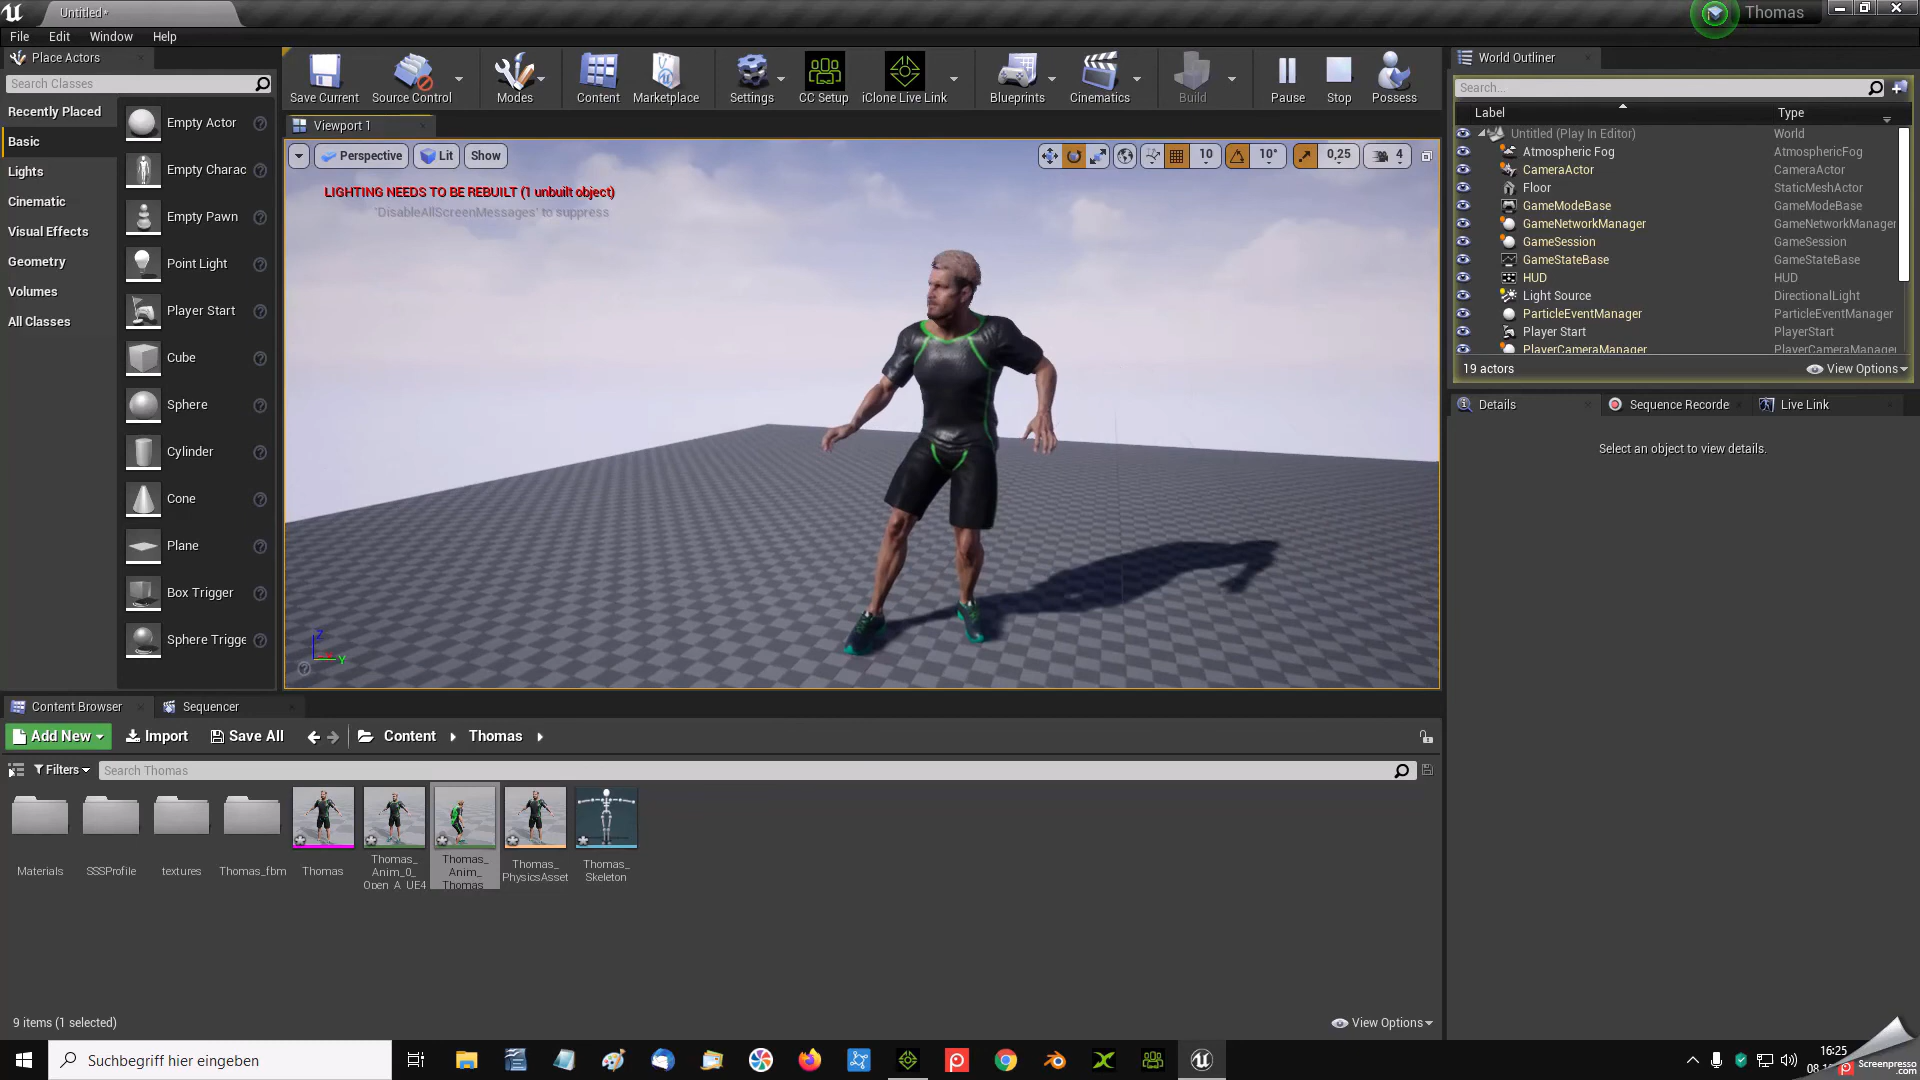 Untitled*
Thomas
File Edit Window Help
Place Actors
Search Classes
Recently Placed
Basic
Lights
Cinematic
Visual Effects
Geometry
Volumes
All Classes
Empty Actor
Empty Charac
Empty Pawn
Point Light
Player Start
Cube
Sphere
Cylinder
Cone
Plane
Box Trigger
Sphere Trigge
Save Current
Source Control
Modes
Content
Marketplace
Settings
CC Setup
iClone Live Link
Blueprints
Cinematics
Build
Pause
Stop
Possess
Viewport 1
Perspective
Lit
Show
10
10°
0,25
4
LIGHTING NEEDS TO BE REBUILT (1 unbuilt object)
'DisableAllScreenMessages' to suppress
Z
Y
World Outliner
Search...
Label Type
Untitled (Play In Editor) World
Atmospheric Fog AtmosphericFog
CameraActor CameraActor
Floor StaticMeshActor
GameModeBase GameModeBase
GameNetworkManager GameNetworkManager
GameSession GameSession
GameStateBase GameStateBase
HUD HUD
Light Source DirectionalLight
ParticleEventManager ParticleEventManager
Player Start PlayerStart
PlayerCameraManager PlayerCameraManager
19 actors
View Options
Details
Sequence Recorde
Live Link
Select an object to view details.
Content Browser
Sequencer
Add New
Import
Save All
Content
Thomas
Filters
Search Thomas
Materials
SSSProfile
textures
Thomas_fbm
Thomas
Thomas_
Anim_0_
Open_A_UE4
Thomas_
Anim_
Thomas
Thomas_
PhysicsAsset
Thomas_
Skeleton
9 items (1 selected)
View Options
Suchbegriff hier eingeben
16:25
Screenpresso
.com